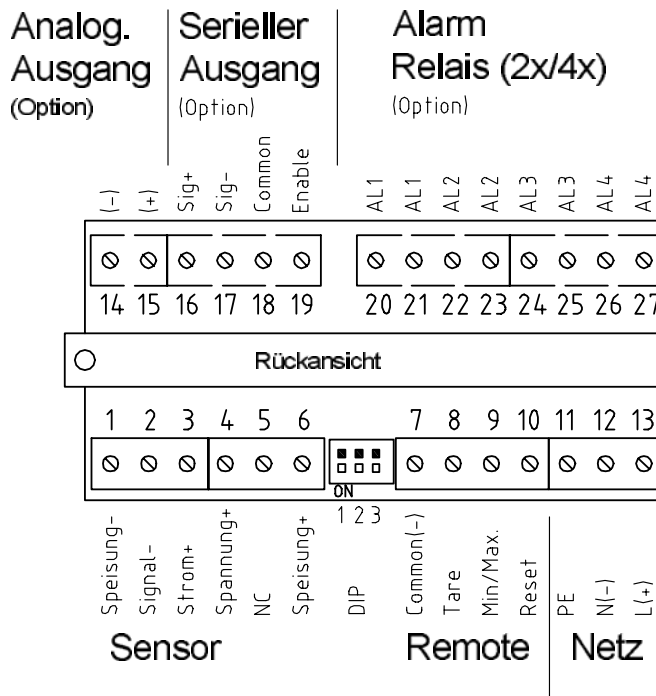 Analog.
Ausgang
(Option)
Serieller
Ausgang
(Option)
Alarm
Relais (2x/4x)
(Option)
(-) (+) Sig+ Sig- Common Enable AL1 AL1 AL2 AL2 AL3 AL3 AL4 AL4
14 15 16 17 18 19 20 21 22 23 24 25 26 27
Rückansicht
1 2 3 4 5 6 7 8 9 10 11 12 13
ON
1 2 3
Speisung- Signal- Strom+ Spannung+ NC Speisung+ DIP Common(-) Tare Min/Max. Reset PE N(-) L(+)
Sensor Remote Netz